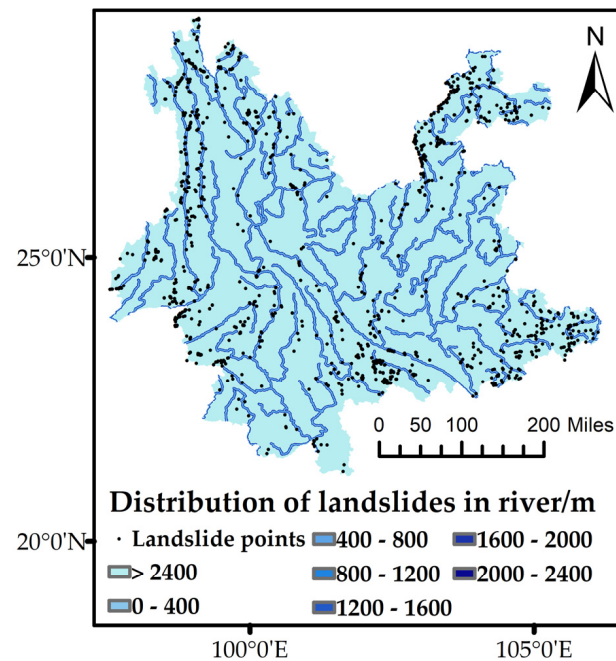 N
25°0'N
0 50 100 200 Miles
Distribution of landslides in river/m
Landslide points 400 - 800 1600 - 2000
> 2400 800 - 1200 2000 - 2400
0 - 400 1200 - 1600
20°0'N
100°0'E 105°0'E